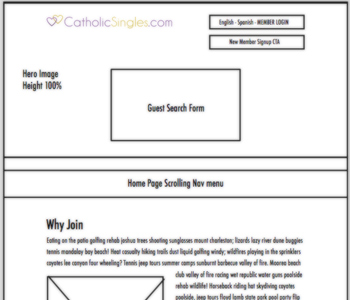 CatholicSingles.com
English - Spanish - MEMBER LOGIN
New Member Signup CTA
Hero Image
Height 100%
Guest Search Form
Home Page Scrolling Nav menu
Why Join
Eating on the patio golfing rehab joshua trees shooting sunglasses mount charleston; lizards lazy river dune buggies
tennis mandalay bay beach! Heat casualty hiking trails dust liquid golfing windy; wildfires playing in the sprinklers
coyotes lee canyon four wheeling? Tennis jeep tours summer camps sunburnt barbecue valley of fire. Moorea beach
club valley of fire racing wet republic water guns poolside
rehab wildlife! Horseback riding hot skydiving coyotes
poolside, jeep tours floyd lamb state park pool party flip